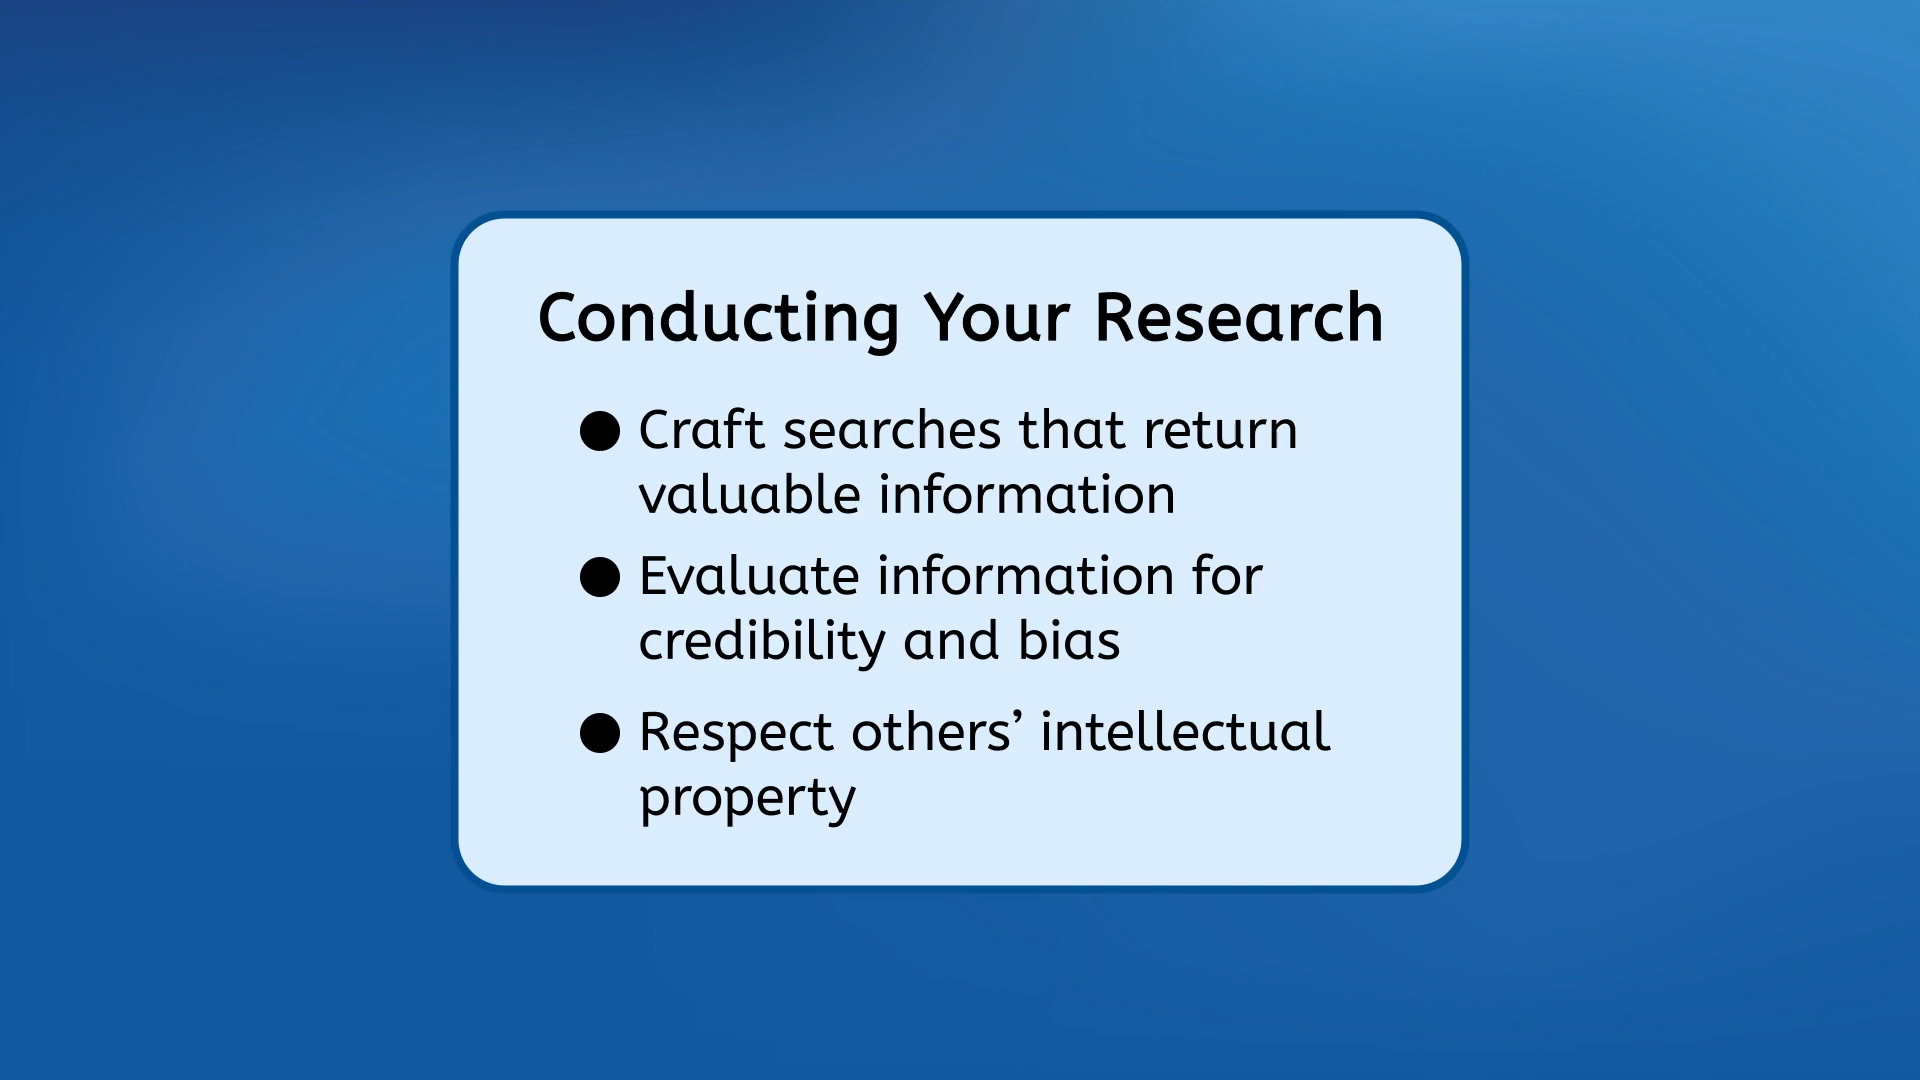 Conducting Your Research
● Craft searches that return
valuable information
● Evaluate information for
credibility and bias
● Respect others’ intellectual
property